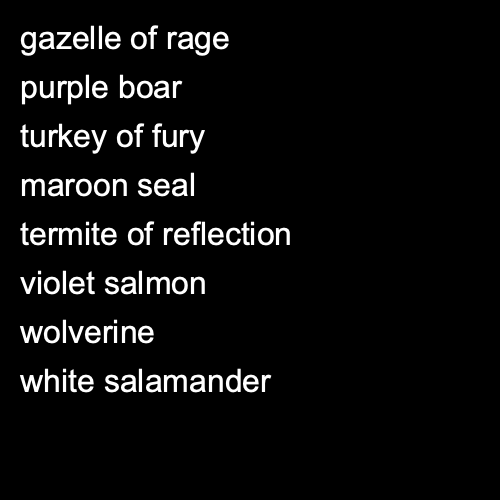 gazelle of rage
purple boar
turkey of fury
maroon seal
termite of reflection
violet salmon
wolverine
white salamander